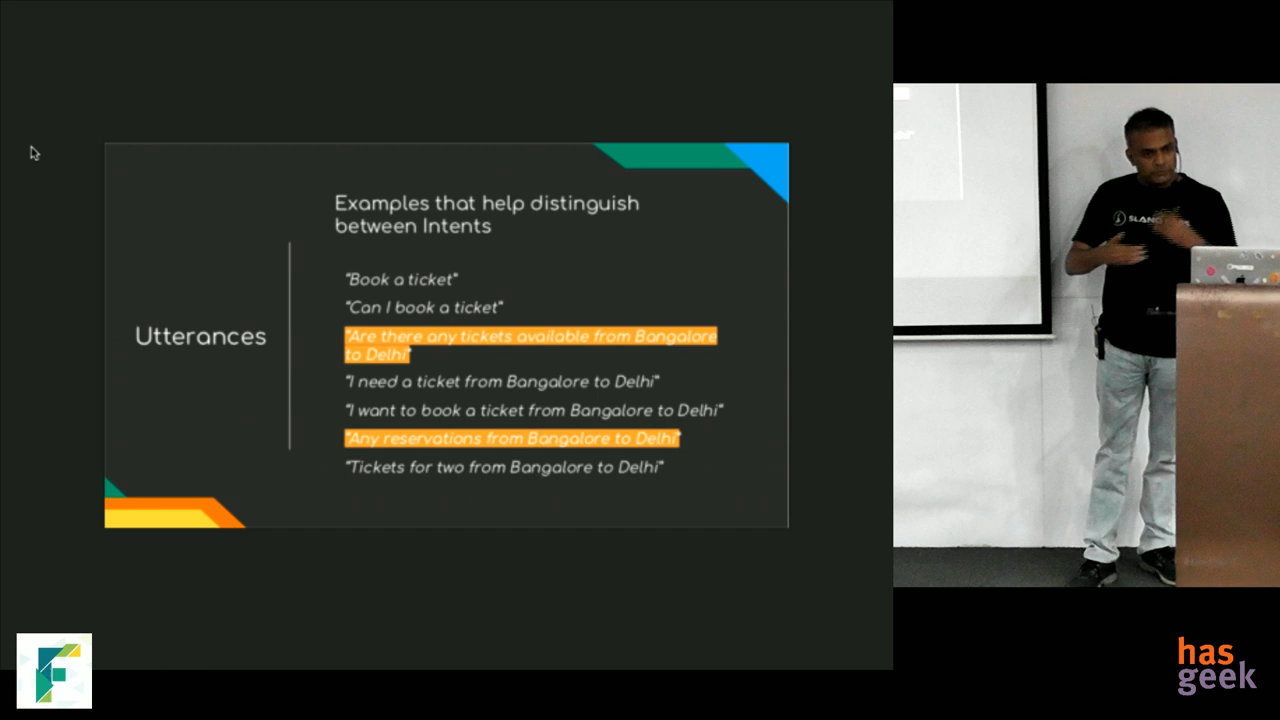 Examples that help distinguish
between Intents
Utterances
"Book a ticket"
"Can I book a ticket"
"Are there any tickets available from Bangalore
to Delhi"
"I need a ticket from Bangalore to Delhi"
"I want to book a ticket from Bangalore to Delhi"
"Any reservations from Bangalore to Delhi"
"Tickets for two from Bangalore to Delhi"
SLANG
F
has
geek